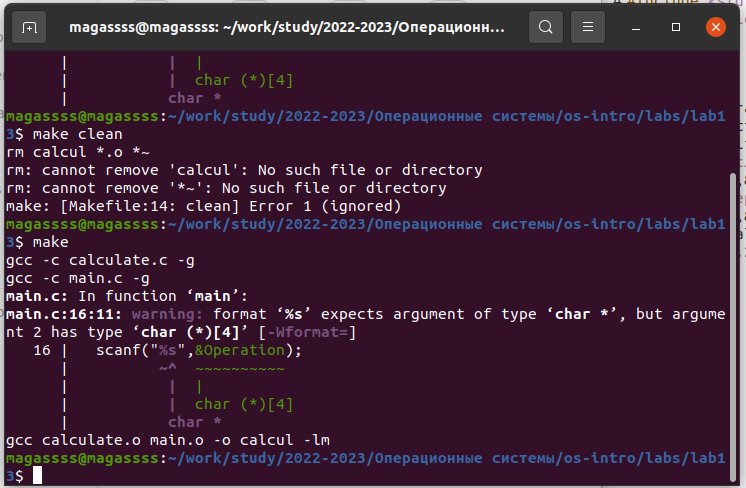 magassss@magassss: ~/work/study/2022-2023/Операционн...
|           |  |
|           |  char (*)[4]
|           char *
magassss@magassss:~/work/study/2022-2023/Операционные системы/os-intro/labs/lab1
3$ make clean
rm calcul *.o *~
rm: cannot remove 'calcul': No such file or directory
rm: cannot remove '*~': No such file or directory
make: [Makefile:14: clean] Error 1 (ignored)
magassss@magassss:~/work/study/2022-2023/Операционные системы/os-intro/labs/lab1
3$ make
gcc -c calculate.c -g
gcc -c main.c -g
main.c: In function ‘main’:
main.c:16:11: warning: format ‘%s’ expects argument of type ‘char *’, but argume
nt 2 has type ‘char (*)[4]’ [-Wformat=]
16 |   scanf("%s",&Operation);
|          ~^  ~~~~~~~~~~
|           |  |
|           |  char (*)[4]
|           char *
gcc calculate.o main.o -o calcul -lm
magassss@magassss:~/work/study/2022-2023/Операционные системы/os-intro/labs/lab1
3$